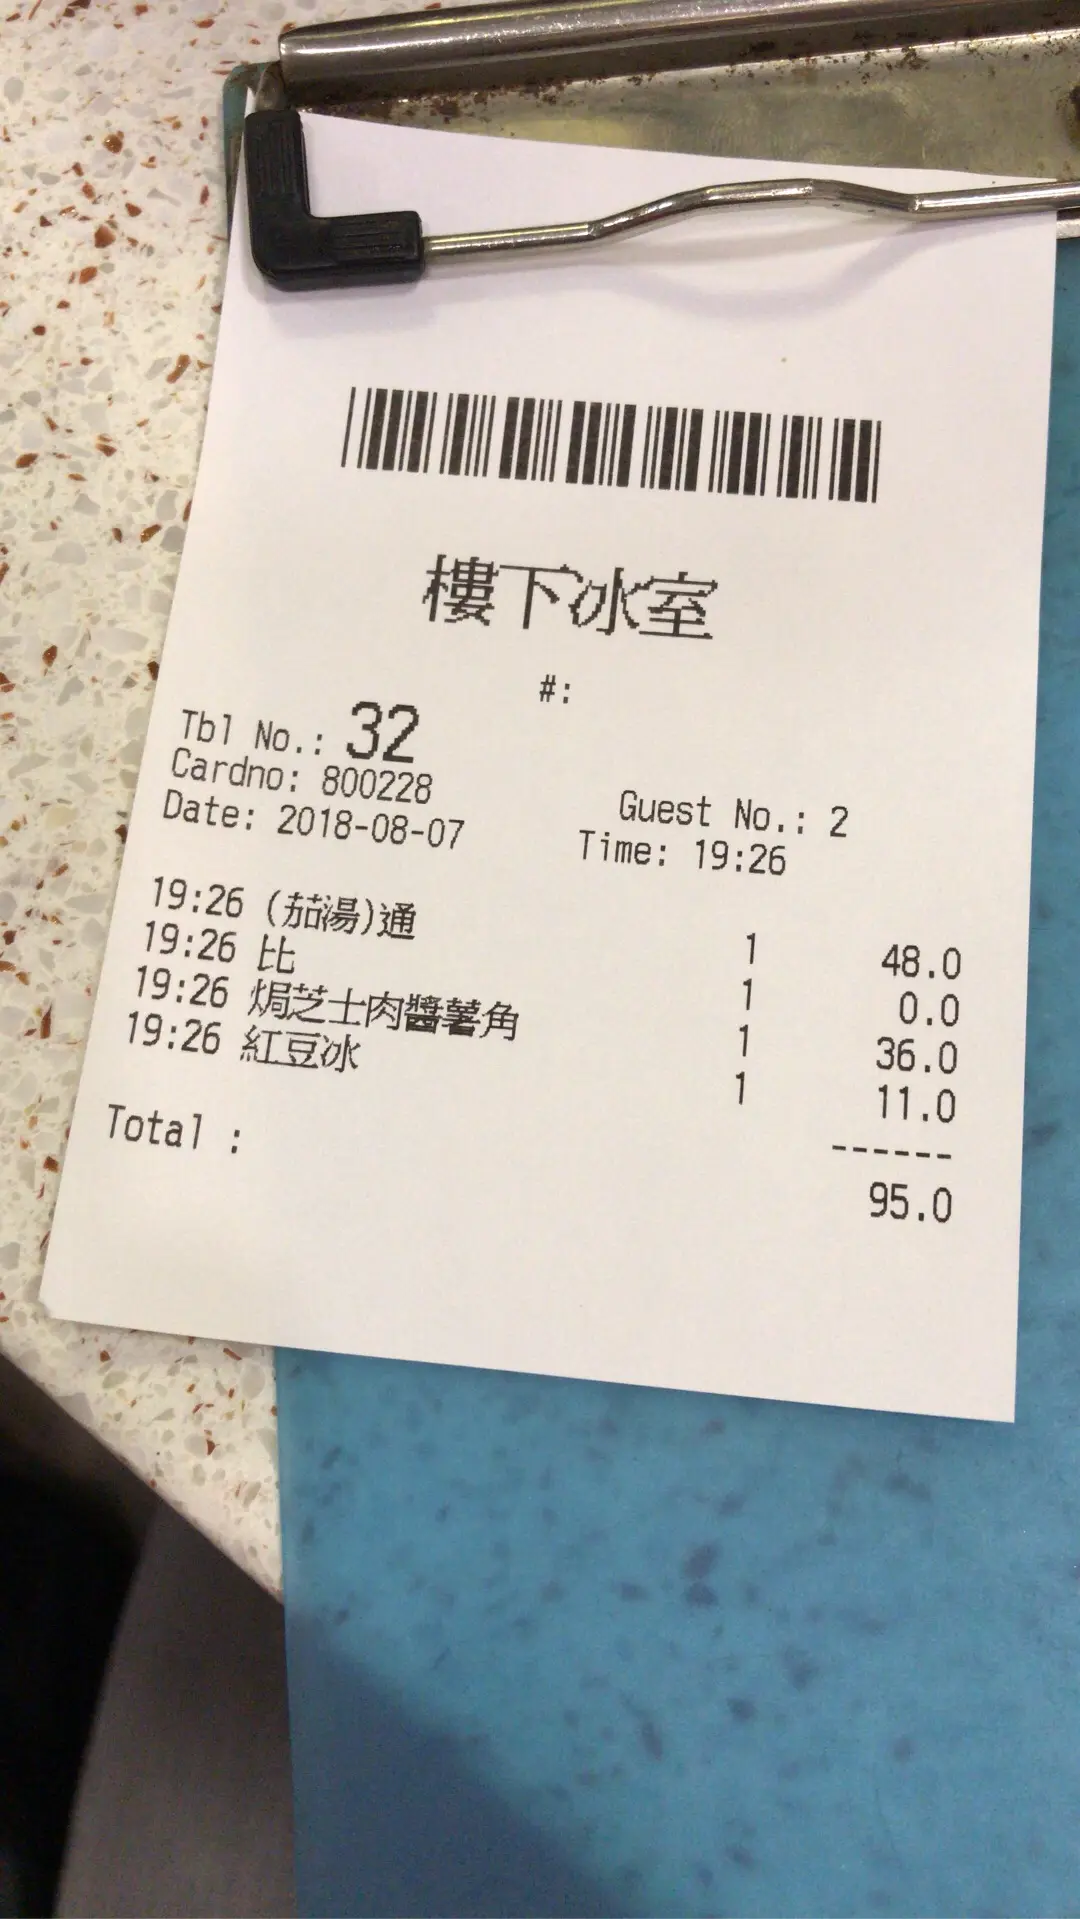 樓下冰室
#:
Tbl No.: 32
Cardno: 800228 Guest No.: 2
Date: 2018-08-07 Time: 19:26
19:26 (茄湯)通 1 48.0
19:26 比 1 0.0
19:26 焗芝士肉醬薯角 1 36.0
19:26 紅豆冰 1 11.0
------
Total : 95.0